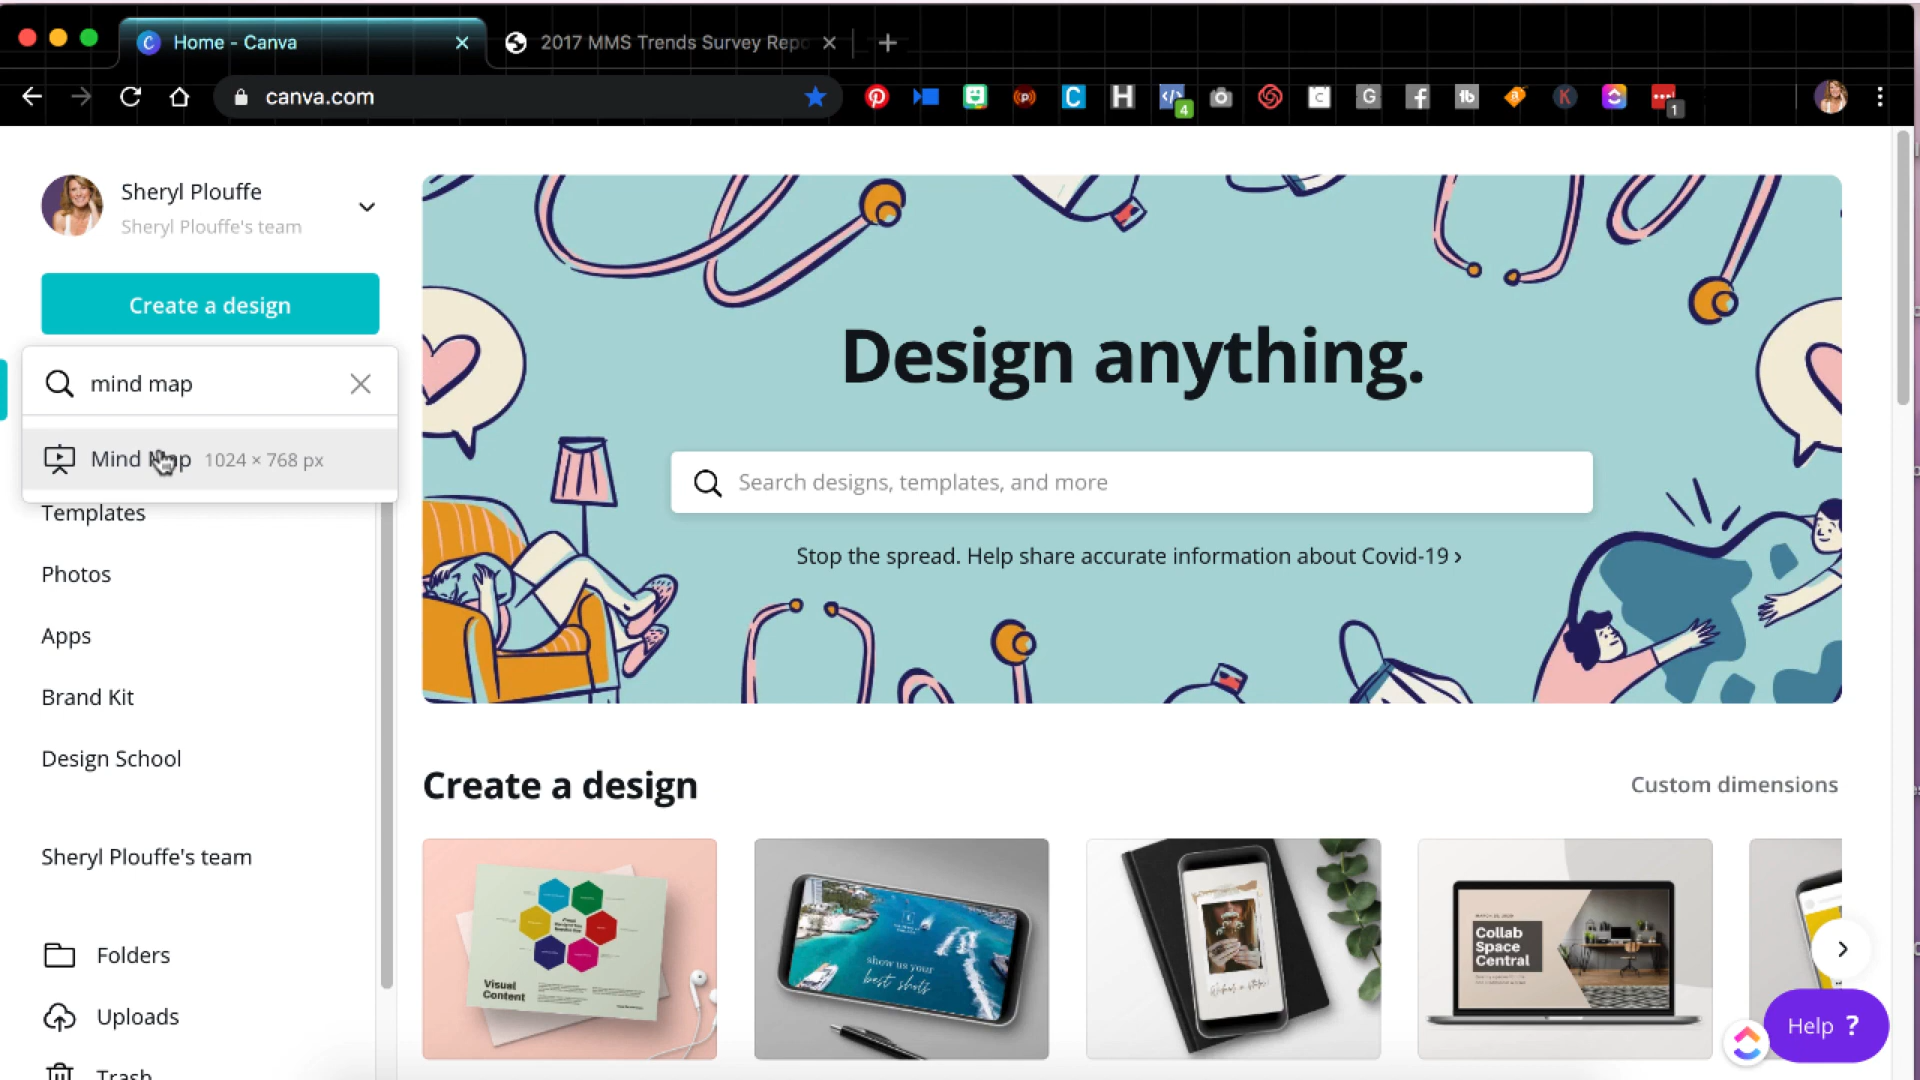 Home - Canva
2017 MMS Trends Survey Repo
canva.com
4
1
Sheryl Plouffe
Sheryl Plouffe's team
Create a design
mind map
Mind Map 1024 × 768 px
Templates
Photos
Apps
Brand Kit
Design School
Sheryl Plouffe's team
Folders
Uploads
Trash
Design anything.
Search designs, templates, and more
Stop the spread. Help share accurate information about Covid-19 ›
Create a design
Custom dimensions
Visual
Content
show us your
best shots
Collab
Space
Central
Help ?